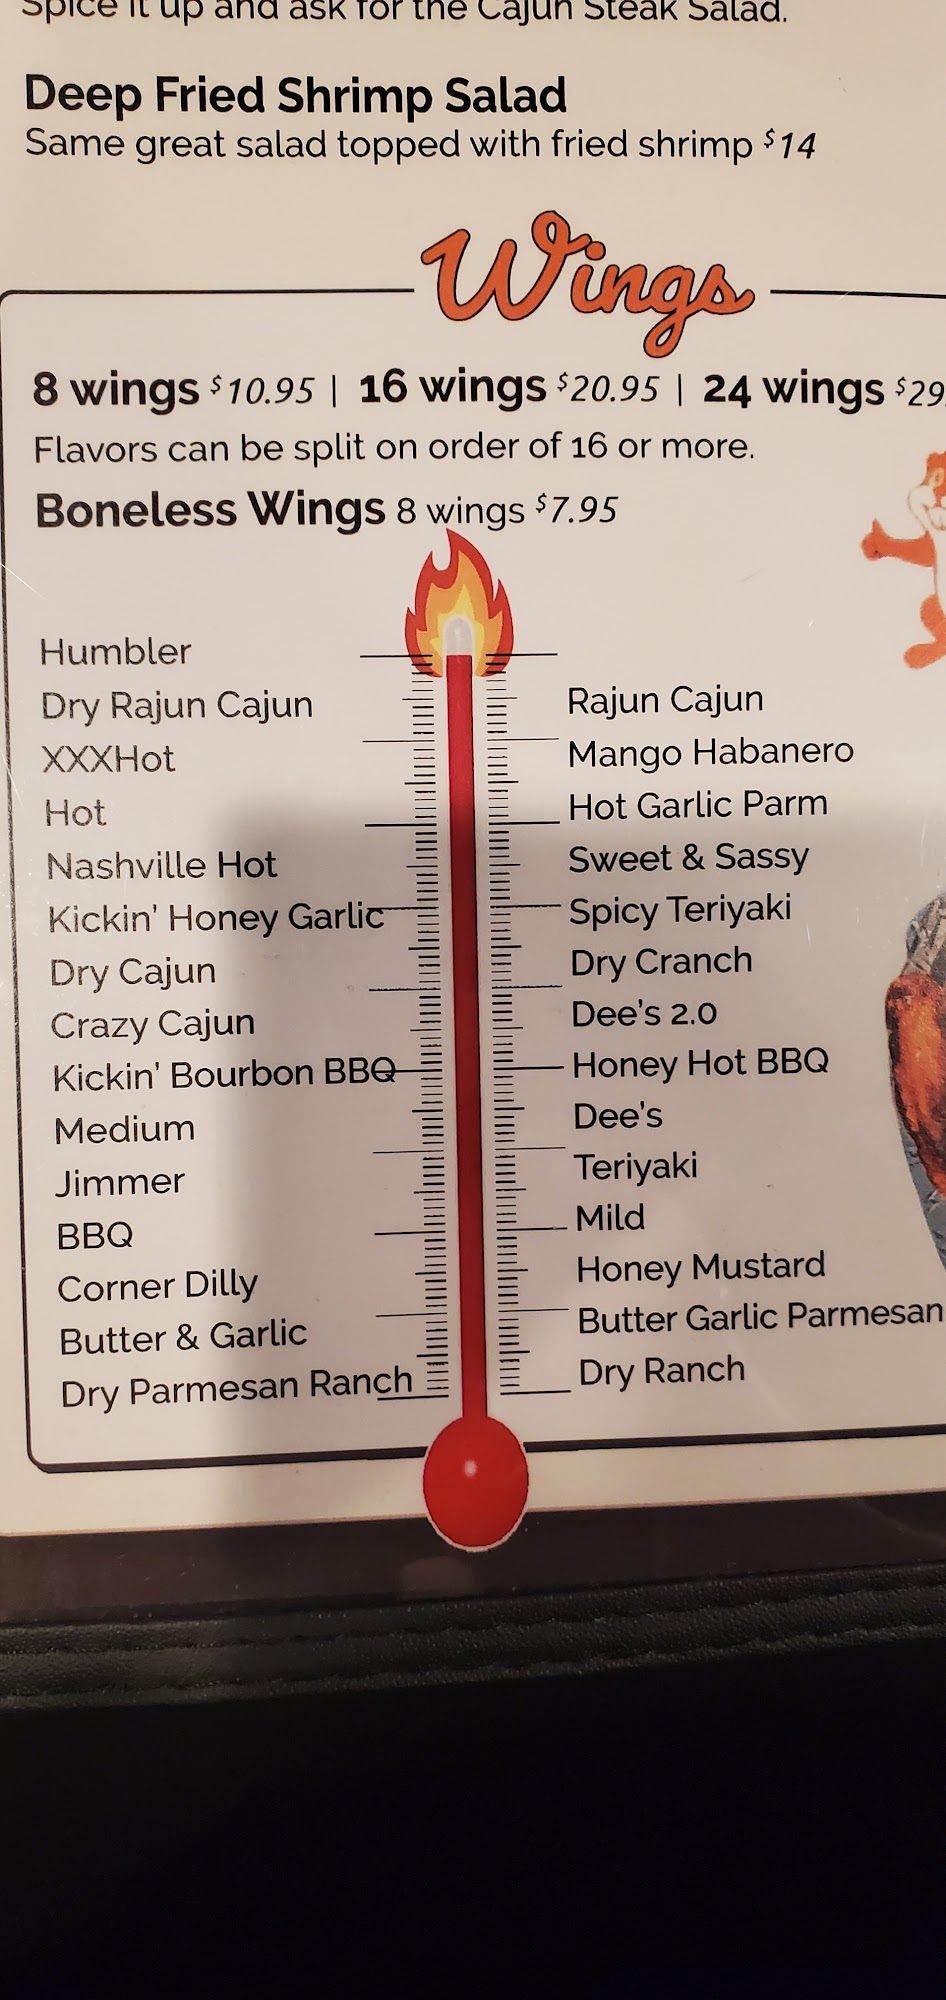 Spice it up and ask for the Cajun Steak Salad.
Deep Fried Shrimp Salad
Same great salad topped with fried shrimp $14
Wings
8 wings $10.95 | 16 wings $20.95 | 24 wings $29
Flavors can be split on order of 16 or more.
Boneless Wings 8 wings $7.95
Humbler
Dry Rajun Cajun
XXXHot
Hot
Nashville Hot
Kickin' Honey Garlic
Dry Cajun
Crazy Cajun
Kickin' Bourbon BBQ
Medium
Jimmer
BBQ
Corner Dilly
Butter & Garlic
Dry Parmesan Ranch
Rajun Cajun
Mango Habanero
Hot Garlic Parm
Sweet & Sassy
Spicy Teriyaki
Dry Cranch
Dee's 2.0
Honey Hot BBQ
Dee's
Teriyaki
Mild
Honey Mustard
Butter Garlic Parmesan
Dry Ranch